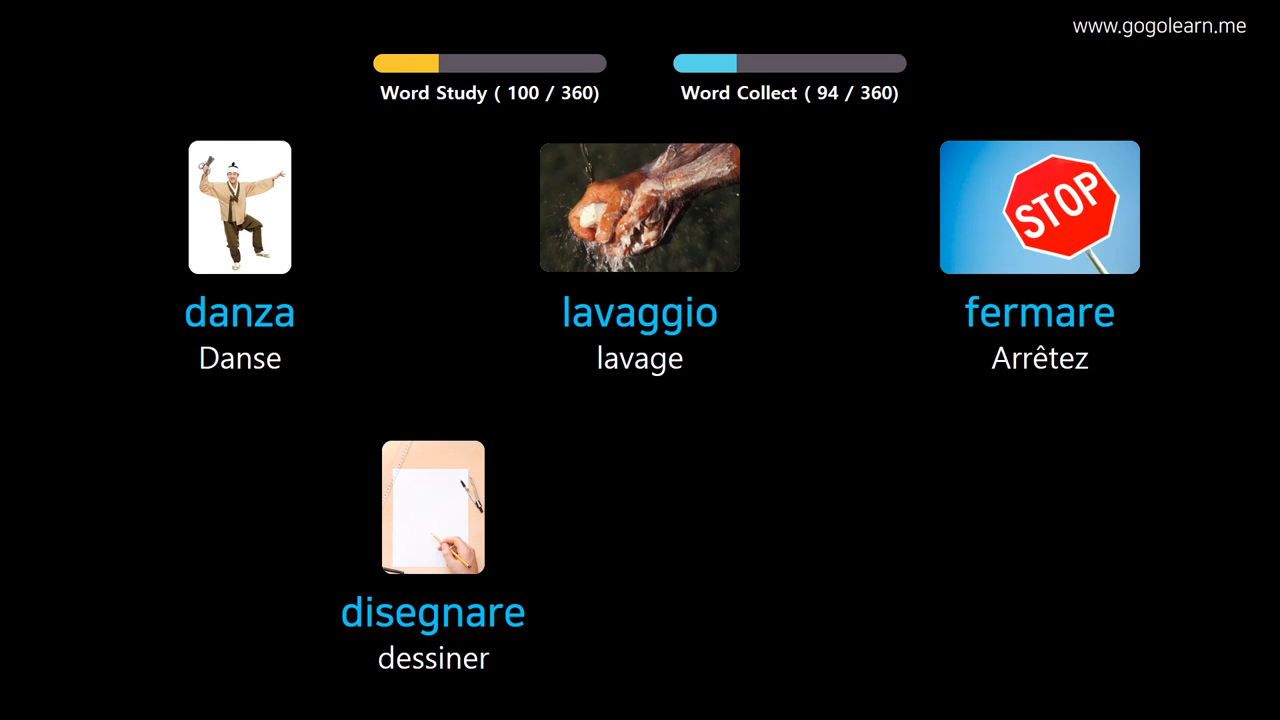 www.gogolearn.me
Word Study ( 100 / 360)
Word Collect ( 94 / 360)
STOP
danza
Danse
lavaggio
lavage
fermare
Arrêtez
disegnare
dessiner